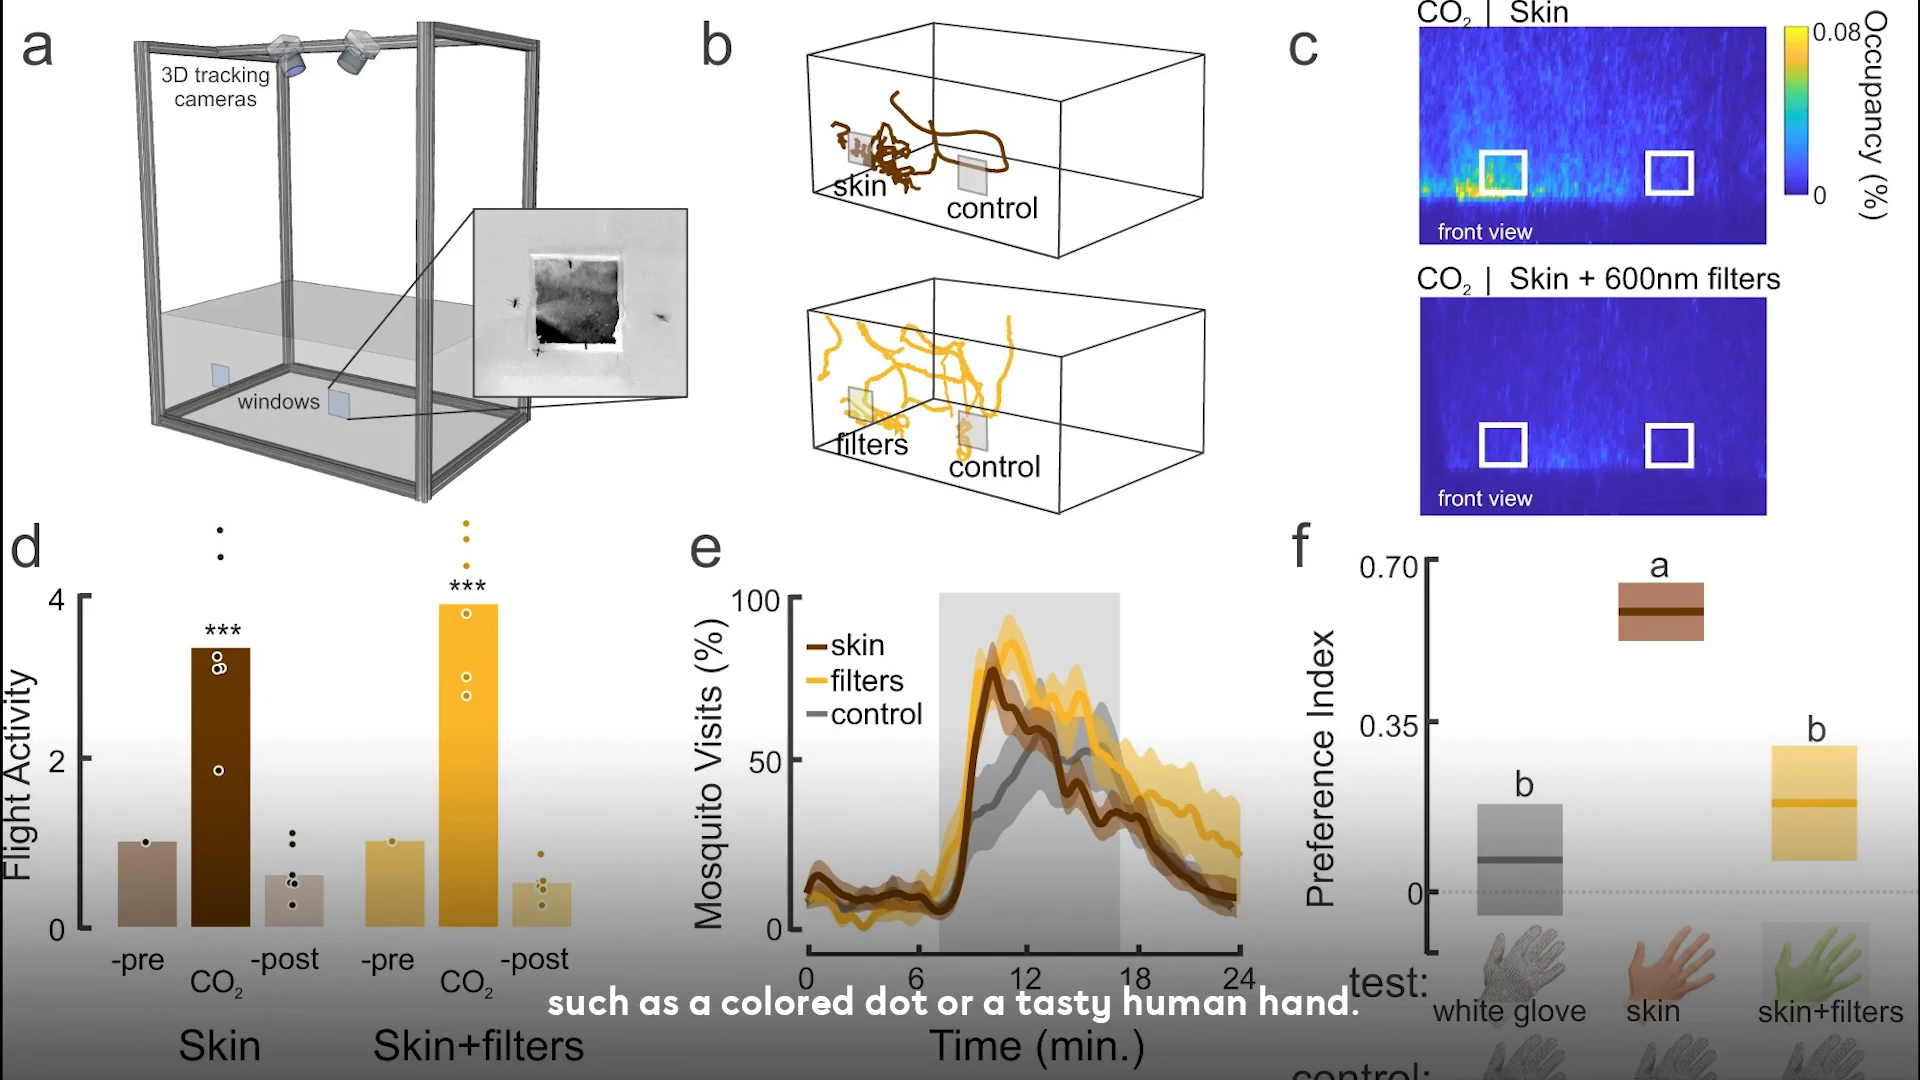 a
3D tracking
cameras
windows
b
skin
control
filters
control
c
CO₂ | Skin
front view
0.08
0
Occupancy (%)
CO₂ | Skin + 600nm filters
front view
d
Flight Activity
4
2
0
***
***
-pre
CO₂
-post
-pre
CO₂
-post
Skin
Skin+filters
e
Mosquito Visits (%)
100
50
0
skin
filters
control
0
6
12
18
24
Time (min.)
f
Preference Index
0.70
0.35
0
b
a
b
test:
white glove
skin
skin+filters
control:
such as a colored dot or a tasty human hand.